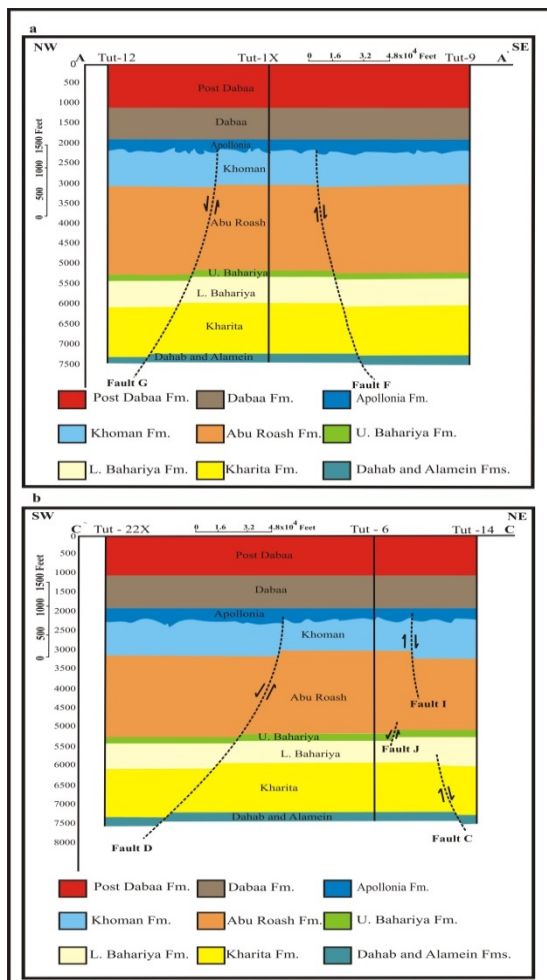 a
NW
SE
A
Tut-12
Tut-1X
0 1.6 3.2 4.8x10⁴ Feet
Tut-9
A`
0
500
1000
1500
2000
2500
3000
3500
4000
4500
5000
5500
6000
6500
7000
7500
0 500 1000 1500 Feet
Post Dabaa
Dabaa
Apollonia
Khoman
Abu Roash
U. Bahariya
L. Bahariya
Kharita
Dahab and Alamein
Fault G
Fault F
Post Dabaa Fm.
Dabaa Fm.
Apollonia Fm.
Khoman Fm.
Abu Roash Fm.
U. Bahariya Fm.
L. Bahariya Fm.
Kharita Fm.
Dahab and Alamein Fms.
b
SW
NE
C`
Tut - 22X
0 1.6 3.2 4.8x10⁴ Feet
Tut - 6
Tut -14
C
0
500
1000
1500
2000
2500
3000
3500
4000
4500
5000
5500
6000
6500
7000
7500
8000
0 500 1000 1500 Feet
Post Dabaa
Dabaa
Apollonia
Khoman
Abu Roash
Fault I
U. Bahariya
L. Bahariya
Fault J
Kharita
Dahab and Alamein
Fault D
Fault C
Post Dabaa Fm.
Dabaa Fm.
Apollonia Fm.
Khoman Fm.
Abu Roash Fm.
U. Bahariya Fm.
L. Bahariya Fm.
Kharita Fm.
Dahab and Alamein Fms.